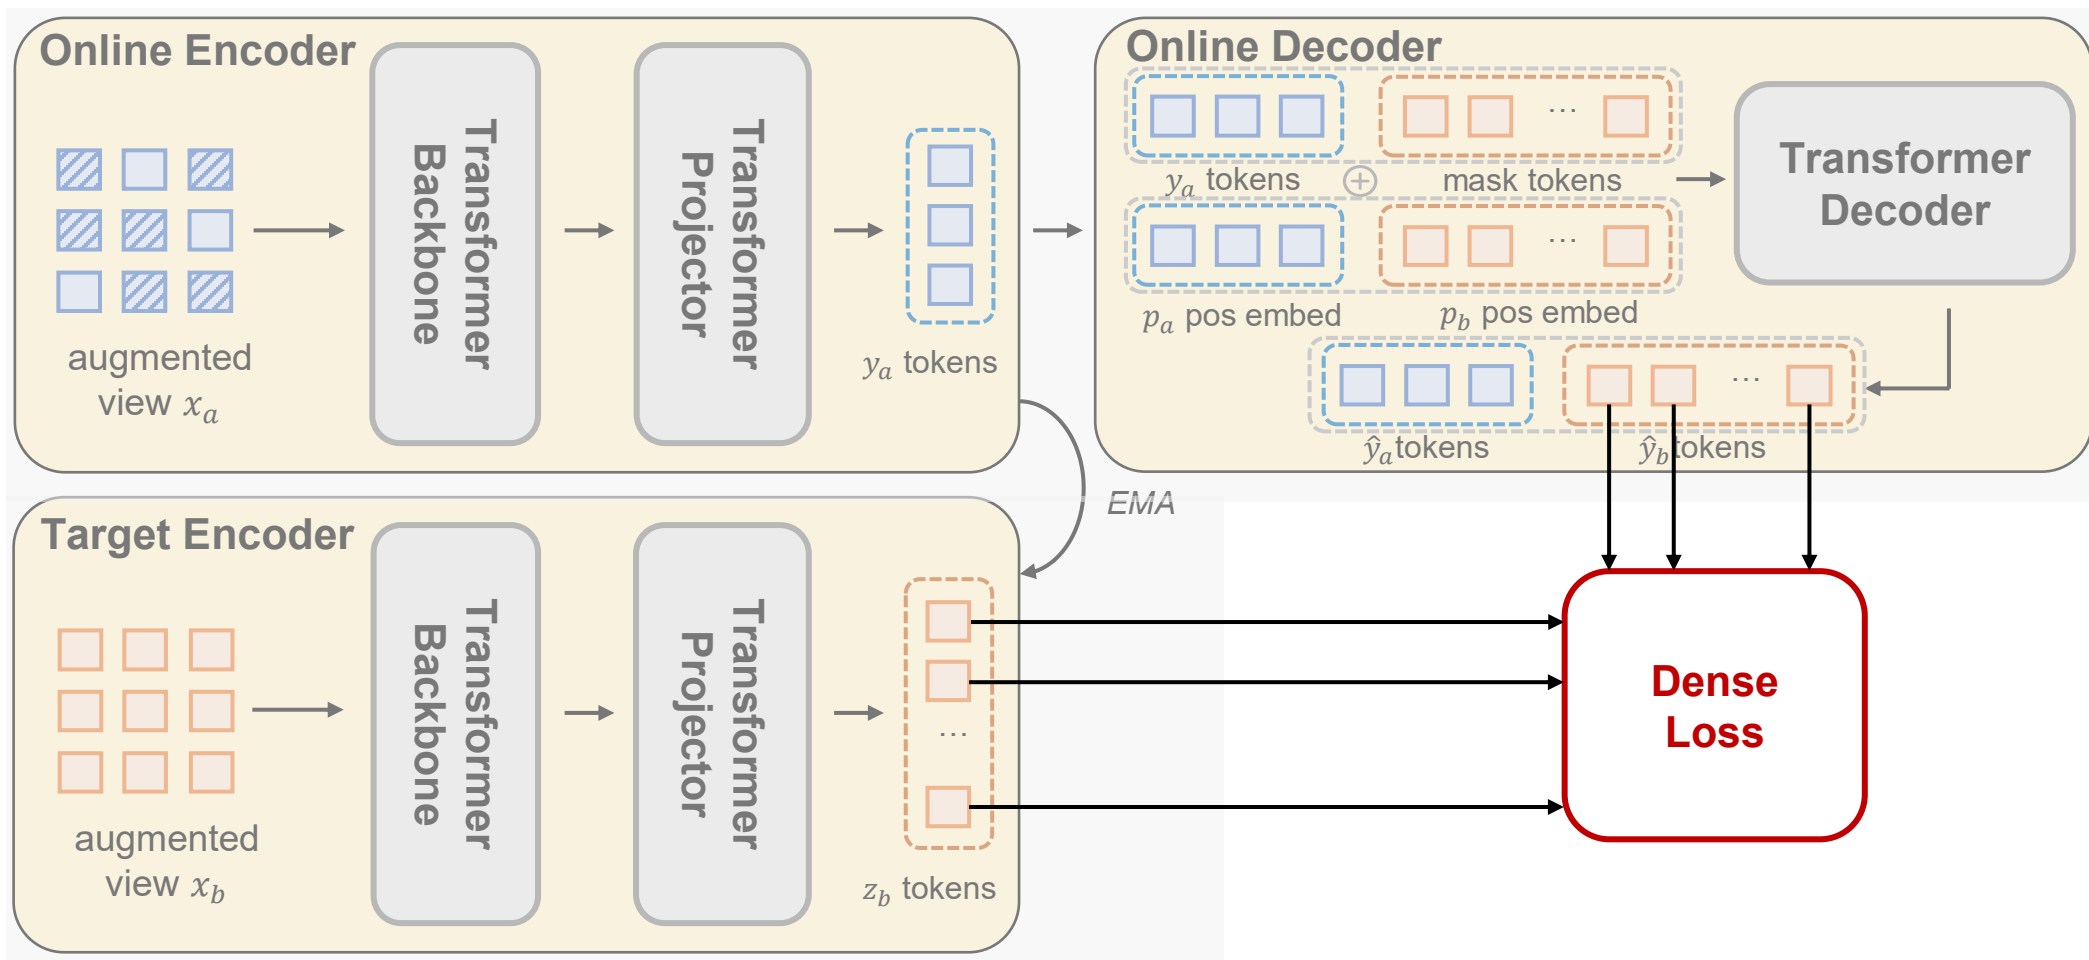 Online Encoder
augmented
view x_a
Transformer
Backbone
Transformer
Projector
y_a tokens
Online Decoder
...
y_a tokens
mask tokens
...
p_a pos embed
p_b pos embed
Transformer
Decoder
...
ŷ_a tokens
ŷ_b tokens
EMA
Target Encoder
augmented
view x_b
Transformer
Backbone
Transformer
Projector
...
z_b tokens
Dense
Loss